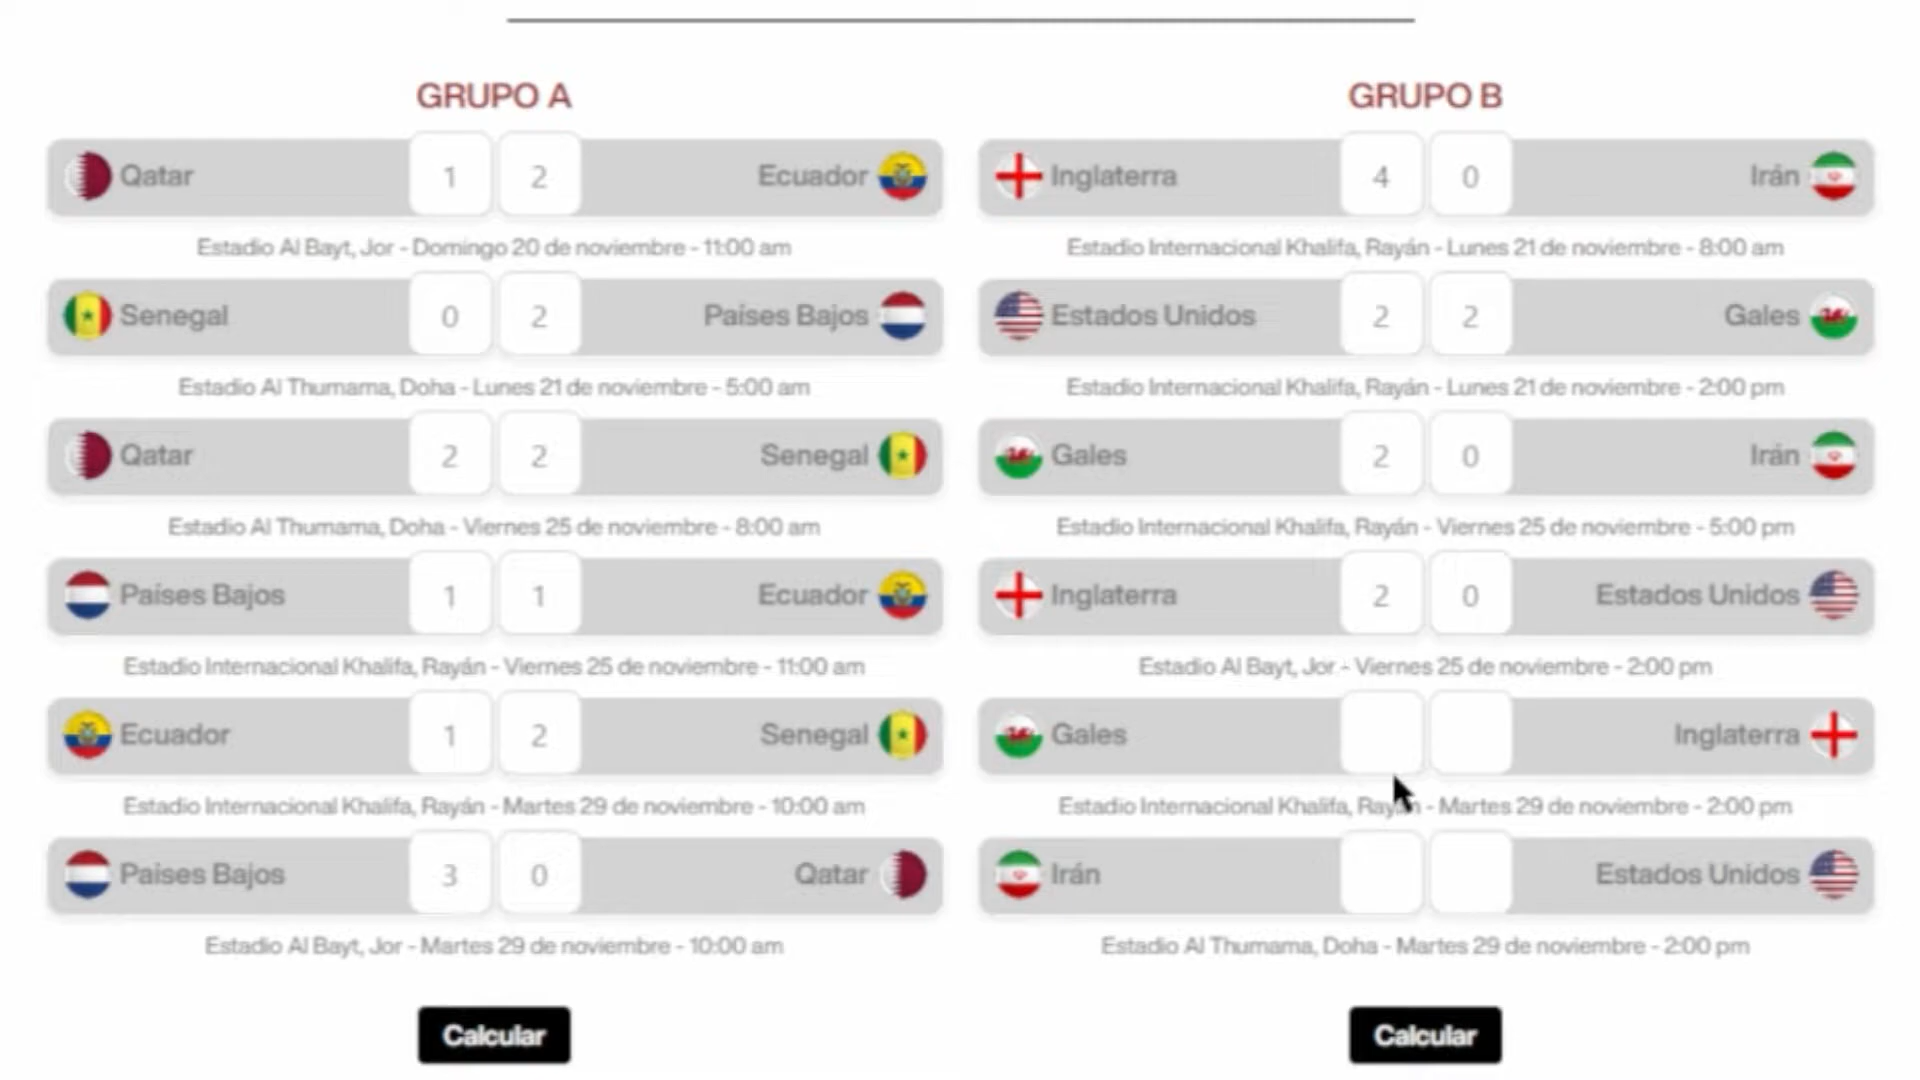 GRUPO A
Qatar 1 2 Ecuador
Estadio Al Bayt, Jor - Domingo 20 de noviembre - 11:00 am
Senegal 0 2 Países Bajos
Estadio Al Thumama, Doha - Lunes 21 de noviembre - 5:00 am
Qatar 2 2 Senegal
Estadio Al Thumama, Doha - Viernes 25 de noviembre - 8:00 am
Países Bajos 1 1 Ecuador
Estadio Internacional Khalifa, Rayán - Viernes 25 de noviembre - 11:00 am
Ecuador 1 2 Senegal
Estadio Internacional Khalifa, Rayán - Martes 29 de noviembre - 10:00 am
Países Bajos 3 0 Qatar
Estadio Al Bayt, Jor - Martes 29 de noviembre - 10:00 am
Calcular
GRUPO B
Inglaterra 4 0 Irán
Estadio Internacional Khalifa, Rayán - Lunes 21 de noviembre - 8:00 am
Estados Unidos 2 2 Gales
Estadio Internacional Khalifa, Rayán - Lunes 21 de noviembre - 2:00 pm
Gales 2 0 Irán
Estadio Internacional Khalifa, Rayán - Viernes 25 de noviembre - 5:00 pm
Inglaterra 2 0 Estados Unidos
Estadio Al Bayt, Jor - Viernes 25 de noviembre - 2:00 pm
Gales Inglaterra
Estadio Internacional Khalifa, Rayán - Martes 29 de noviembre - 2:00 pm
Irán Estados Unidos
Estadio Al Thumama, Doha - Martes 29 de noviembre - 2:00 pm
Calcular